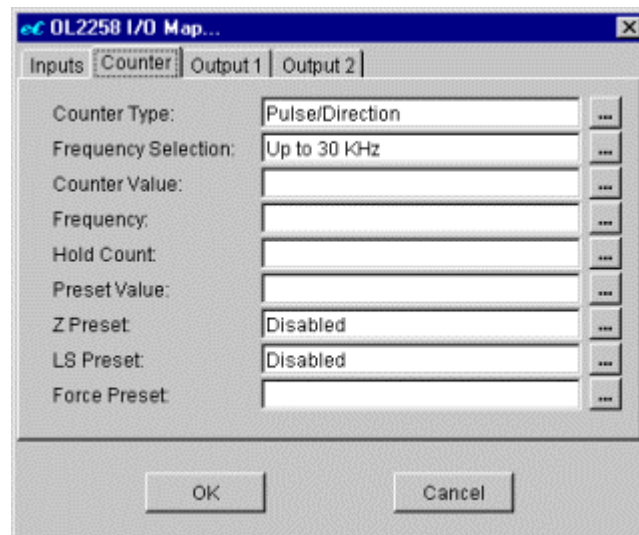 eC OL2258 I/O Map...
Inputs Counter Output 1 Output 2
Counter Type: Pulse/Direction ...
Frequency Selection: Up to 30 KHz ...
Counter Value: ...
Frequency: ...
Hold Count: ...
Preset Value: ...
Z Preset: Disabled ...
LS Preset: Disabled ...
Force Preset: ...
OK Cancel